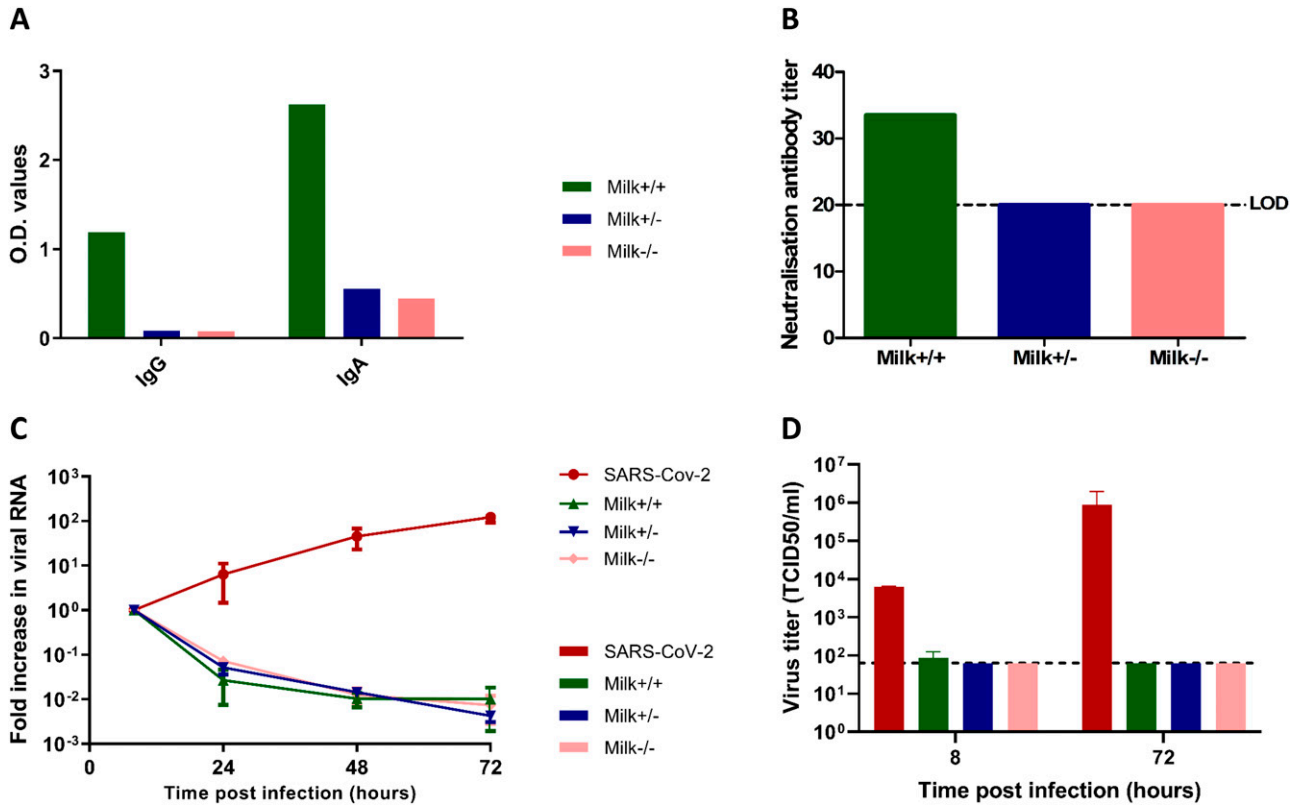 A
O.D. values
3
2
1
0
IgG
IgA
Milk+/+
Milk+/-
Milk-/-
B
Neutralisation antibody titer
40
30
20
10
0
LOD
Milk+/+
Milk+/-
Milk-/-
C
Fold increase in viral RNA
10³
10²
10¹
10⁰
10⁻¹
10⁻²
10⁻³
0
24
48
72
Time post infection (hours)
SARS-Cov-2
Milk+/+
Milk+/-
Milk-/-
SARS-CoV-2
Milk+/+
Milk+/-
Milk-/-
D
Virus titer (TCID50/ml)
10⁷
10⁶
10⁵
10⁴
10³
10²
10¹
10⁰
8
72
Time post infection (hours)